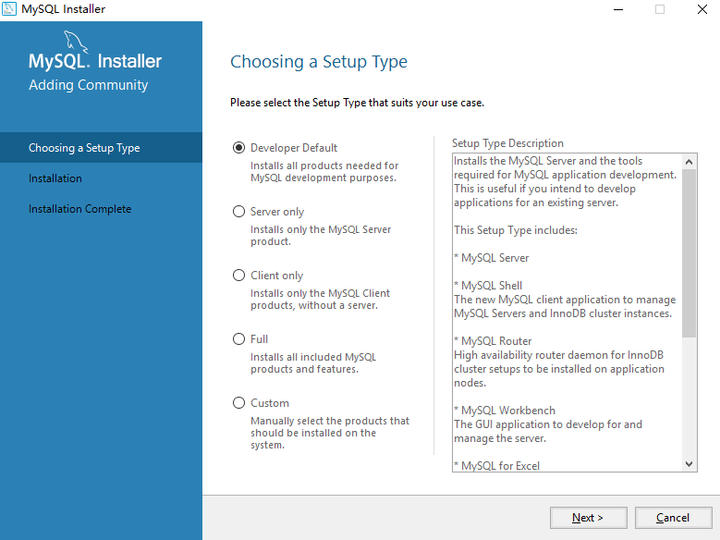 MySQL Installer
MySQL. Installer
Adding Community
Choosing a Setup Type
Installation
Installation Complete
Choosing a Setup Type
Please select the Setup Type that suits your use case.
Developer Default
Installs all products needed for
MySQL development purposes.
Server only
Installs only the MySQL Server
product.
Client only
Installs only the MySQL Client
products, without a server.
Full
Installs all included MySQL
products and features.
Custom
Manually select the products that
should be installed on the
system.
Setup Type Description
Installs the MySQL Server and the tools
required for MySQL application development.
This is useful if you intend to develop
applications for an existing server.
This Setup Type includes:
* MySQL Server
* MySQL Shell
The new MySQL client application to manage
MySQL Servers and InnoDB cluster instances.
* MySQL Router
High availability router daemon for InnoDB
cluster setups to be installed on application
nodes.
* MySQL Workbench
The GUI application to develop for and
manage the server.
* MySQL for Excel
Next >
Cancel